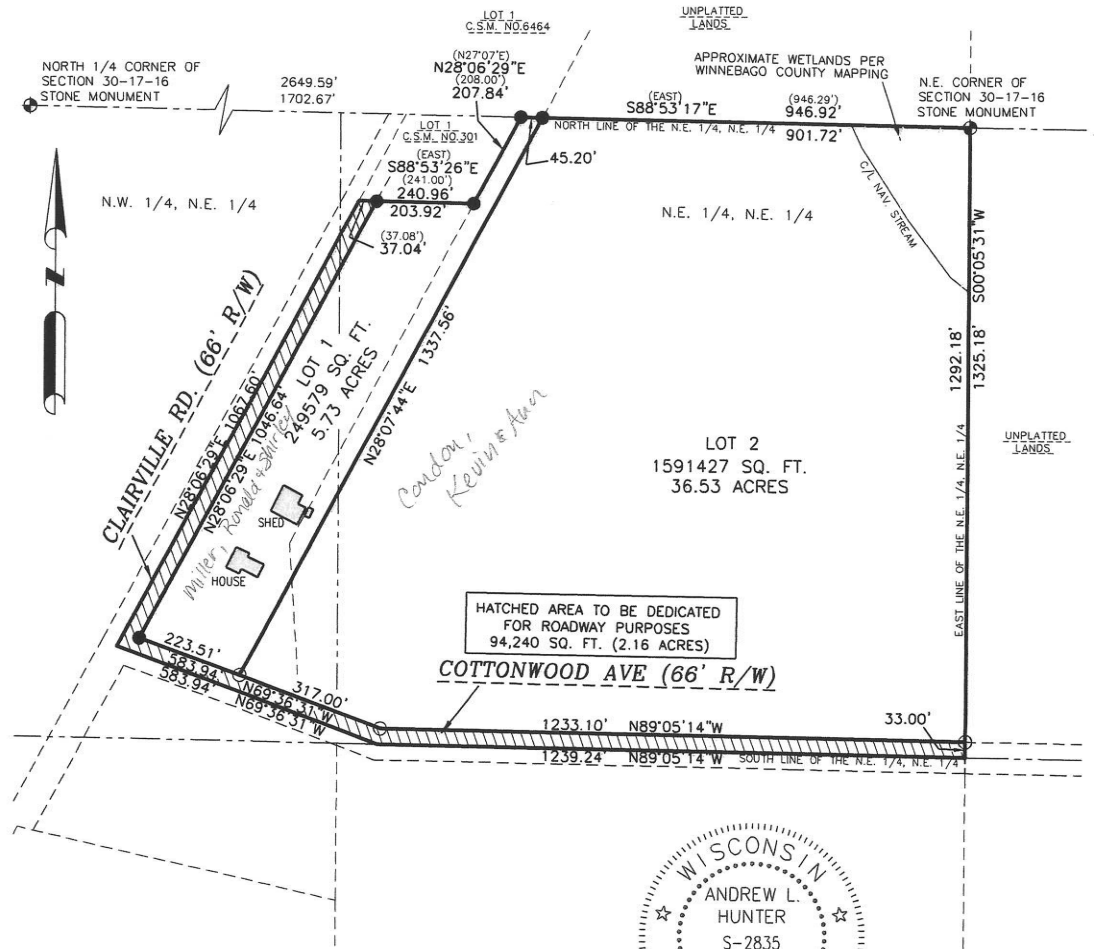 LOT 1
C.S.M. NO.6464
UNPLATTED
LANDS
NORTH 1/4 CORNER OF
SECTION 30-17-16
STONE MONUMENT
2649.59'
1702.67'
(N27°07'E)
N28°06'29"E
(208.00')
207.84'
APPROXIMATE WETLANDS PER
WINNEBAGO COUNTY MAPPING
(EAST)
S88°53'17"E
(946.29')
946.92'
NORTH LINE OF THE N.E. 1/4, N.E. 1/4
901.72'
N.E. CORNER OF
SECTION 30-17-16
STONE MONUMENT
LOT 1
C.S.M. NO.301
(EAST)
S88°53'26"E
(241.00')
240.96'
203.92'
45.20'
(37.08')
37.04'
N.W. 1/4, N.E. 1/4
N.E. 1/4, N.E. 1/4
C/L NAV. STREAM
S00°05'31"W
1292.18'
1325.18'
EAST LINE OF THE N.E. 1/4, N.E. 1/4
UNPLATTED
LANDS
N
CLAIRVILLE RD. (66' R/W)
N28°06'29"E 1067.60'
N28°06'29"E 1046.64'
LOT 1
249579 SQ. FT.
5.73 ACRES
Miller, Ronald & Shirley
N28°07'44"E 1337.56'
Condon,
Kevin & Ann
LOT 2
1591427 SQ. FT.
36.53 ACRES
SHED
HOUSE
HATCHED AREA TO BE DEDICATED
FOR ROADWAY PURPOSES
94,240 SQ. FT. (2.16 ACRES)
COTTONWOOD AVE (66' R/W)
223.51'
583.94'
583.94'
N69°36'31"W
N69°36'31"W
317.00'
1233.10' N89°05'14"W
33.00'
1239.24' N89°05'14"W
SOUTH LINE OF THE N.E. 1/4, N.E. 1/4
WISCONSIN
ANDREW L.
HUNTER
S-2835